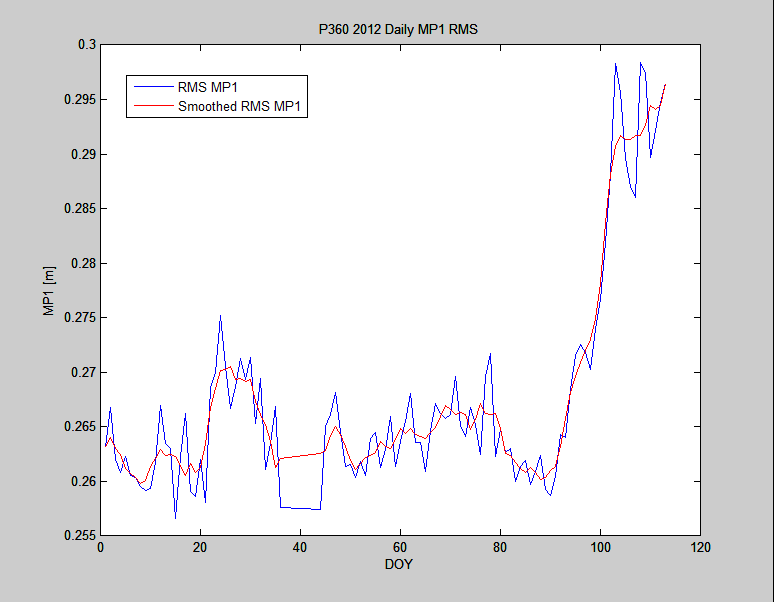 P360 2012 Daily MP1 RMS
0.3
0.295
0.29
0.285
0.28
0.275
0.27
0.265
0.26
0.255
MP1 [m]
RMS MP1
Smoothed RMS MP1
0 20 40 60 80 100 120
DOY